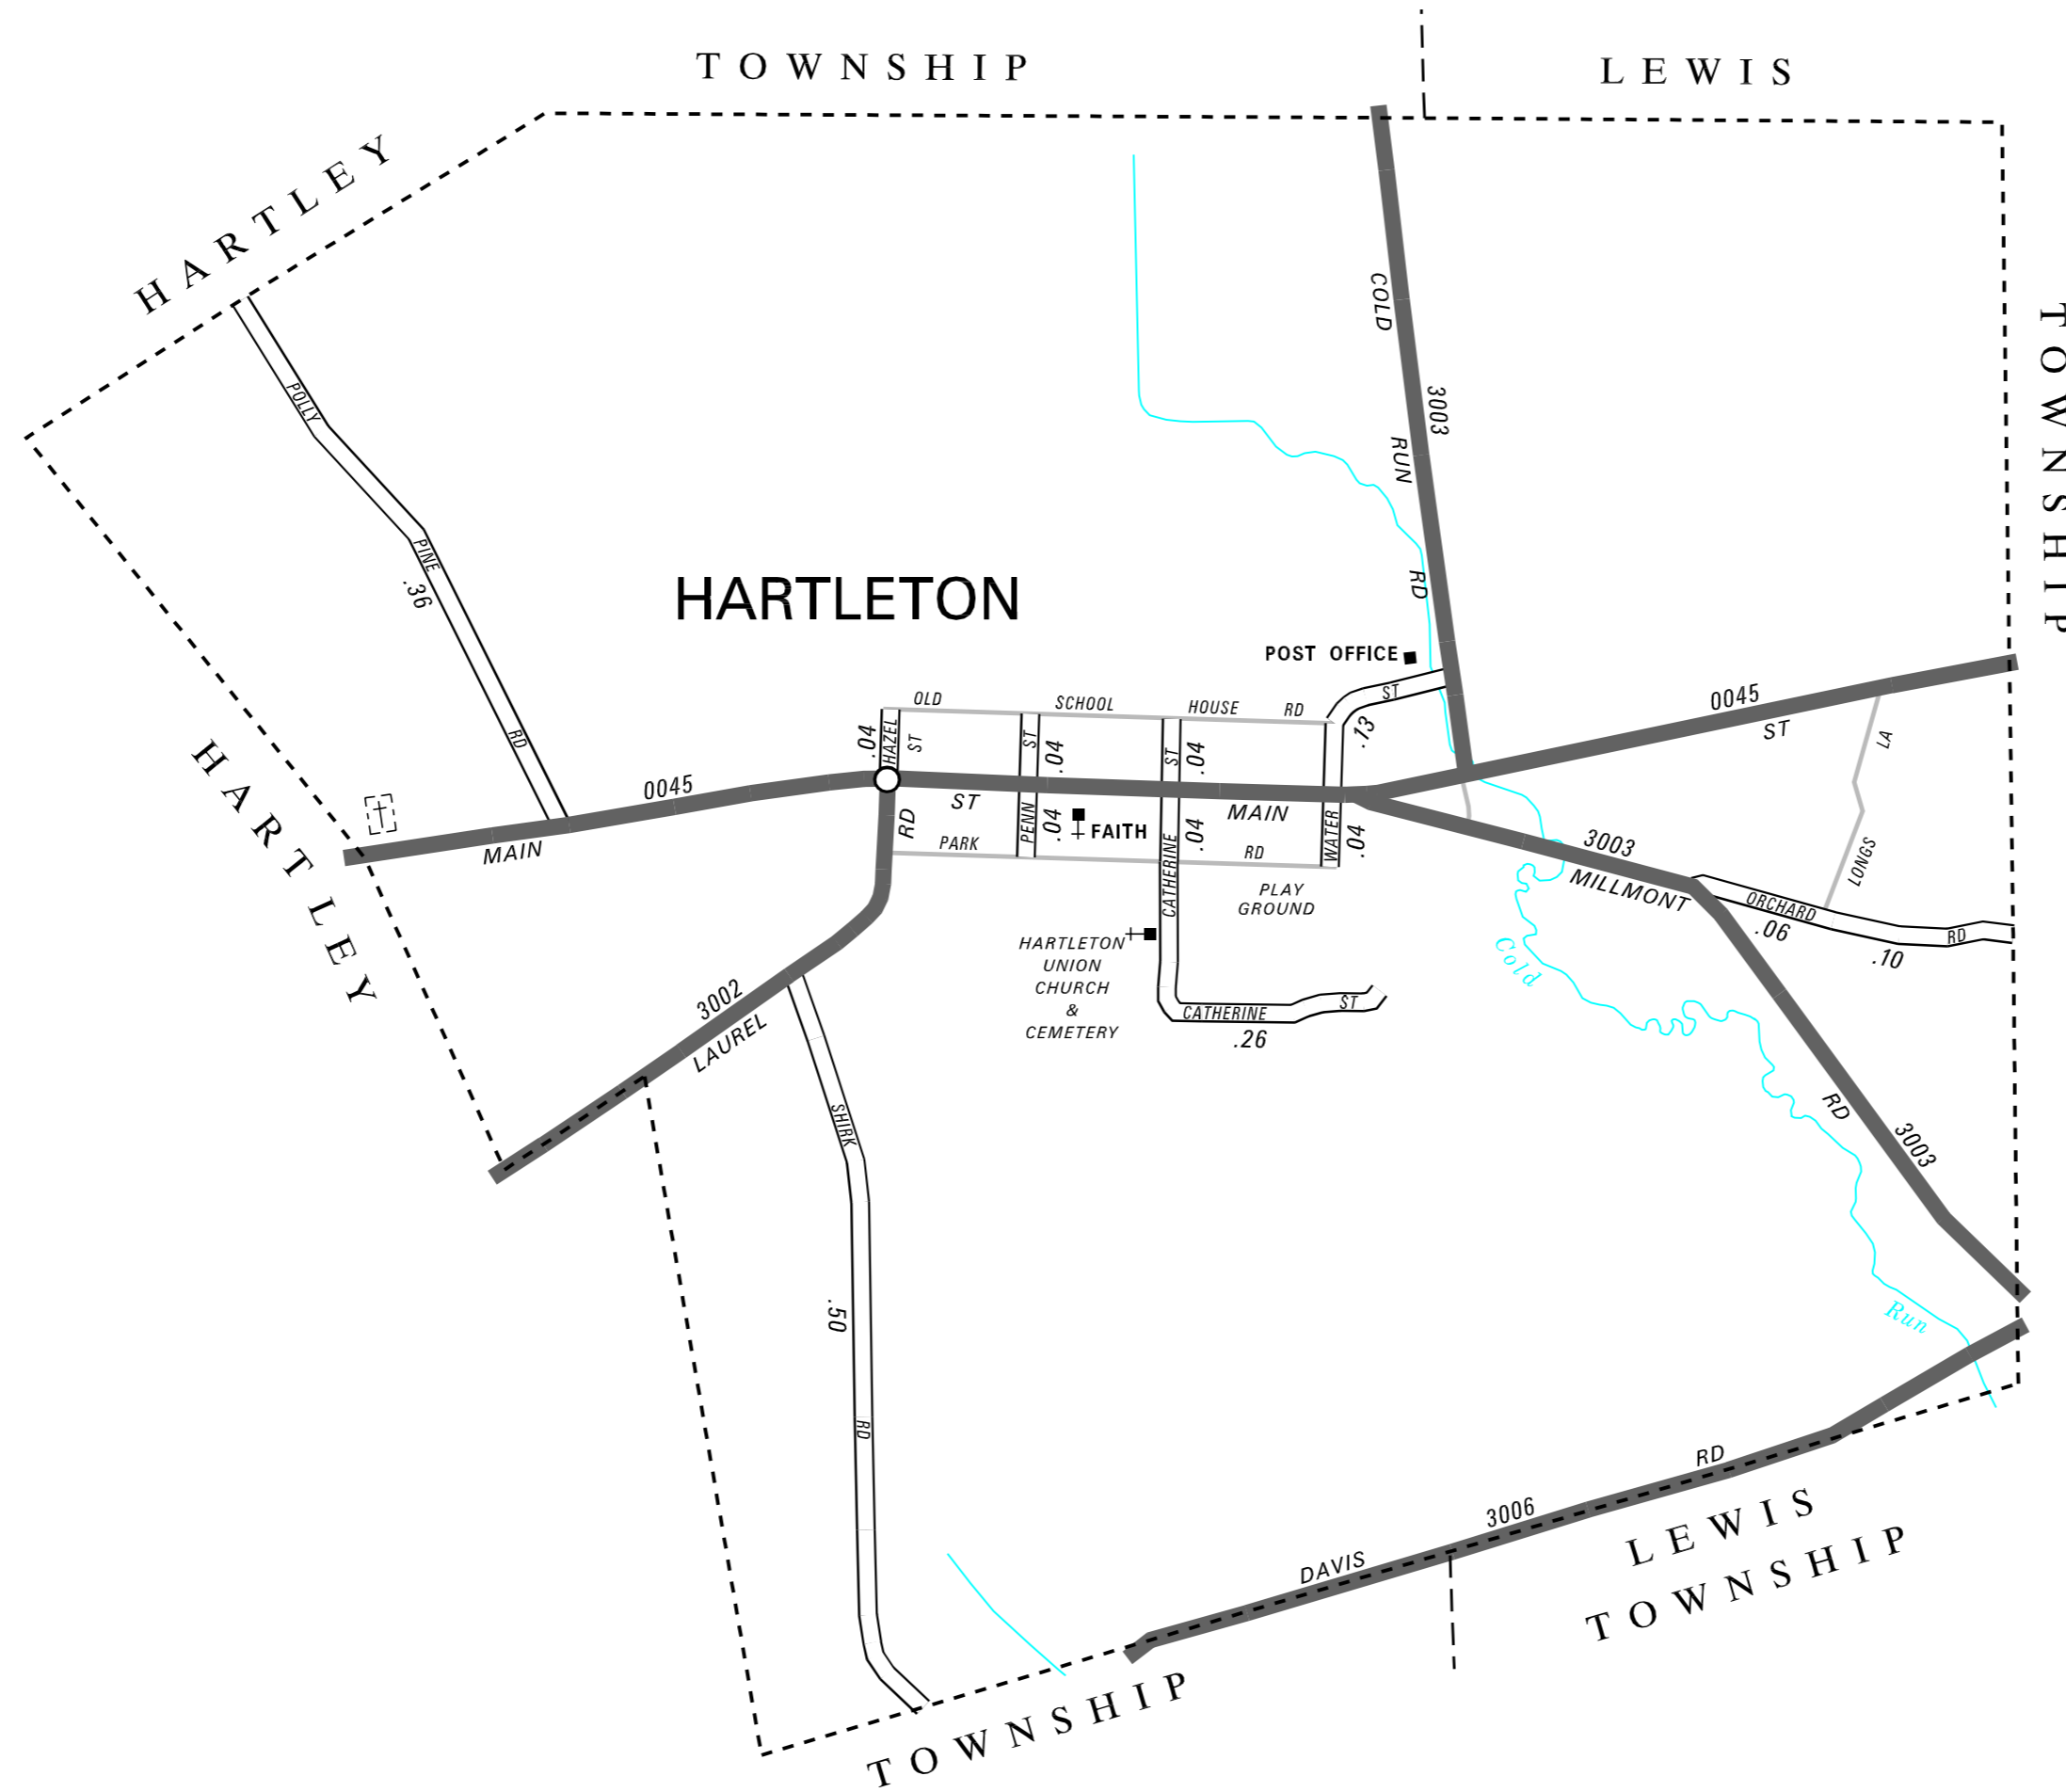 TOWNSHIP
LEWIS
HARTLEY
TOWNSHIP
COLD
3003
RUN
RD
POLLY
PINE
.36
RD
HARTLETON
POST OFFICE
ST
.13
0045
ST
LA
LONGS
OLD
SCHOOL
HOUSE
RD
.04
HAZEL
ST
ST
.04
ST
.04
HARTLEY
0045
MAIN
ST
MAIN
RD
PENN
.04
FAITH
CATHERINE
.04
WATER
.04
PARK
RD
PLAY
GROUND
3003
MILLMONT
ORCHARD
.06
RD
.10
HARTLETON
UNION
CHURCH
&
CEMETERY
Cold
3002
LAUREL
CATHERINE
ST
.26
SHIRK
RD
3003
.50
RD
Run
RD
3006
DAVIS
LEWIS
TOWNSHIP
TOWNSHIP